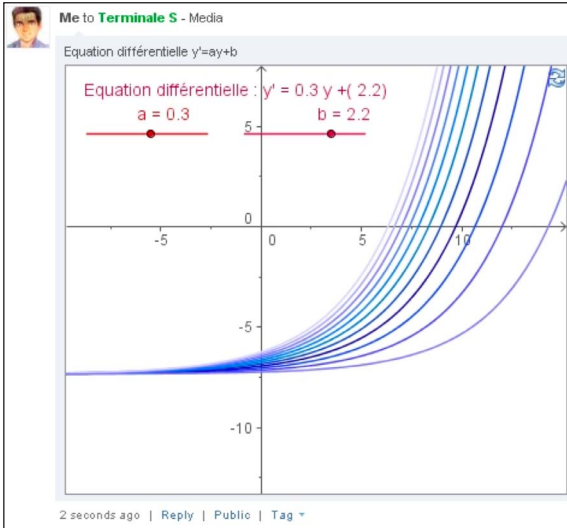 Me to Terminale S - Media
Equation différentielle y'=ay+b
Equation différentielle : y' = 0.3 y +( 2.2)
a = 0.3 b = 2.2
5
0
-5 0 5 10
-5
-10
2 seconds ago | Reply | Public | Tag